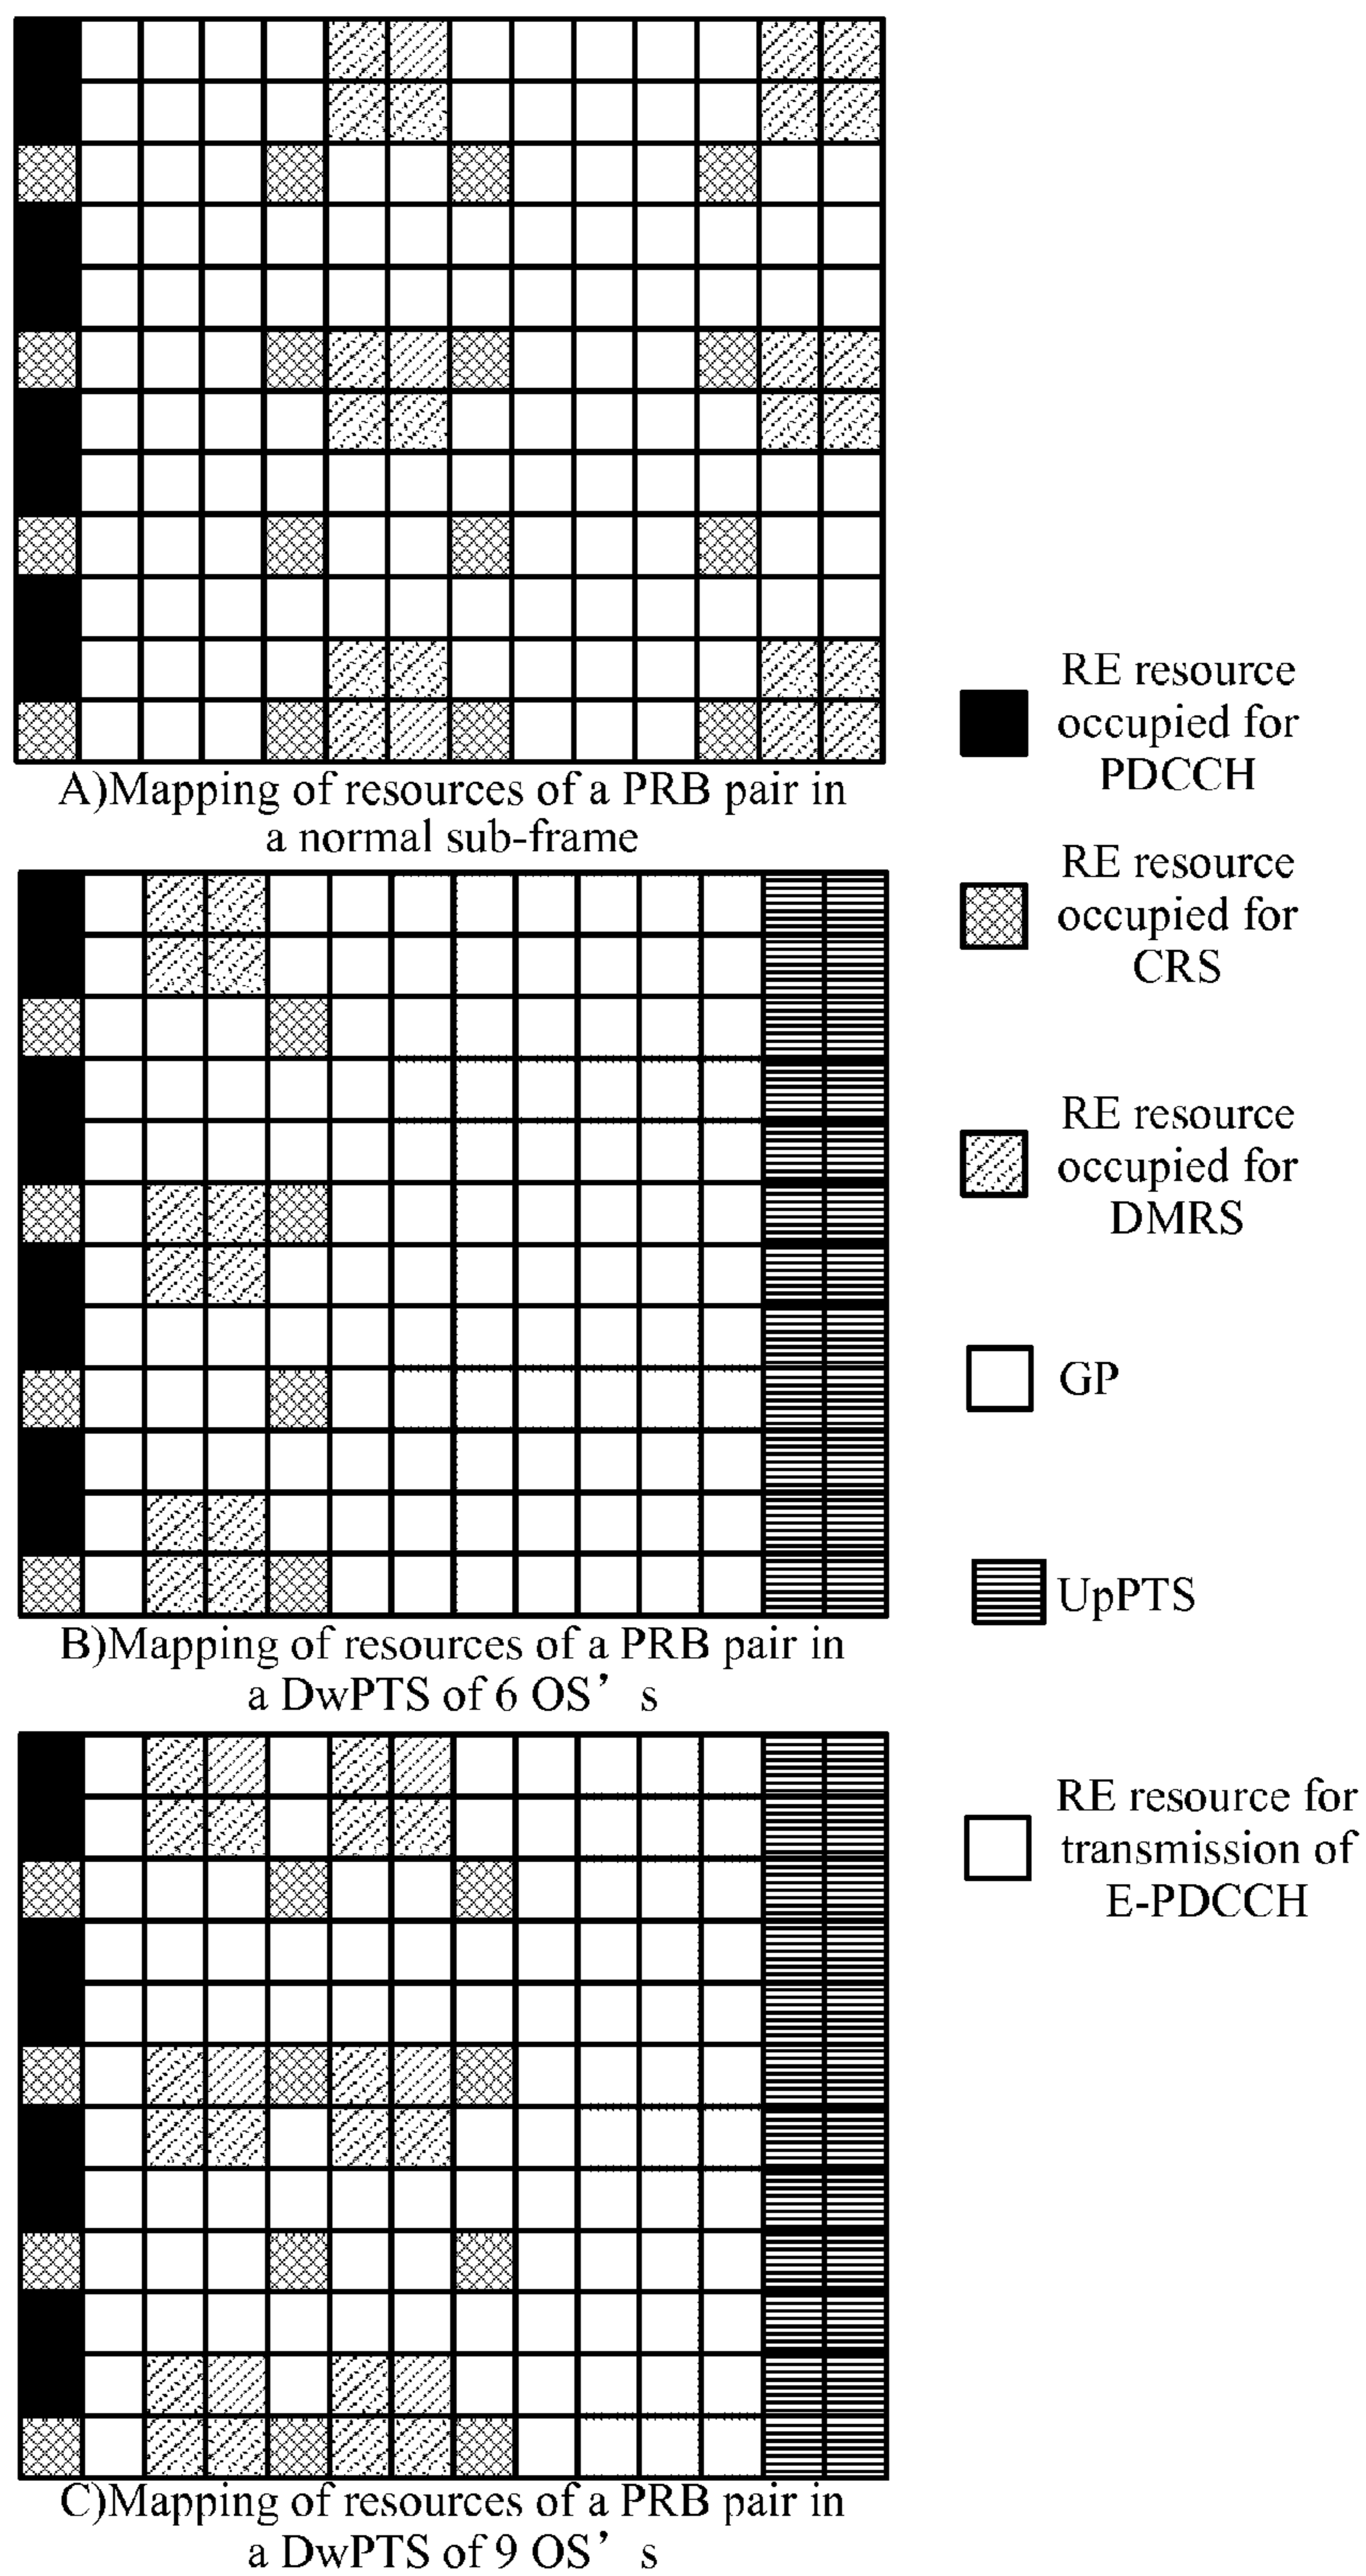 A)Mapping of resources of a PRB pair in
a normal sub-frame
RE resource
occupied for
PDCCH
RE resource
occupied for
CRS
RE resource
occupied for
DMRS
GP
UpPTS
B)Mapping of resources of a PRB pair in
a DwPTS of 6 OS’ s
RE resource for
transmission of
E-PDCCH
C)Mapping of resources of a PRB pair in
a DwPTS of 9 OS’ s